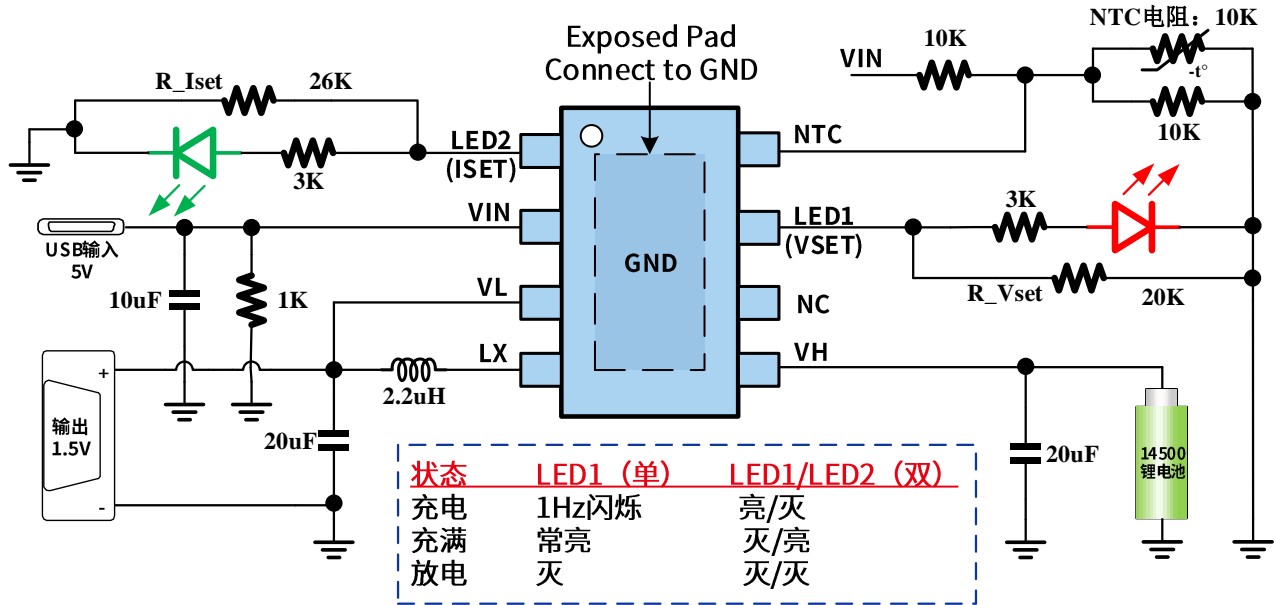 NTC电阻：10K
Exposed Pad
Connect to GND
VIN
10K
-t°
10K
R_Iset
26K
3K
LED2
(ISET)
NTC
VIN
LED1
(VSET)
3K
R_Vset
20K
USB输入
5V
10uF
1K
VL
GND
NC
LX
VH
2.2uH
+
输出
1.5V
-
20uF
20uF
14500
锂电池
状态 LED1（单） LED1/LED2（双）
充电 1Hz闪烁 亮/灭
充满 常亮 灭/亮
放电 灭 灭/灭